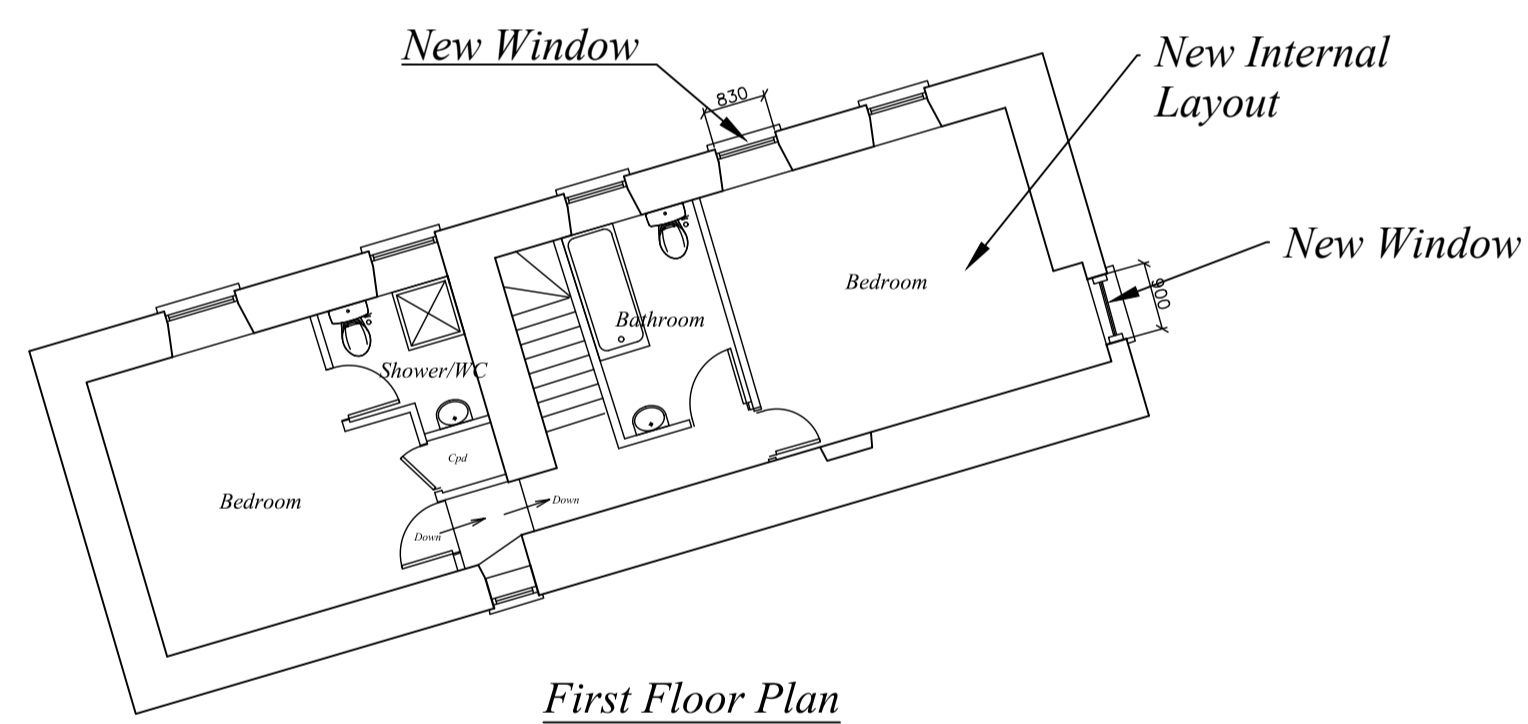 New Window
830
New Internal
Layout
New Window
900
Bedroom
Bathroom
Shower/WC
Cpd
Bedroom
Down
Down
First Floor Plan